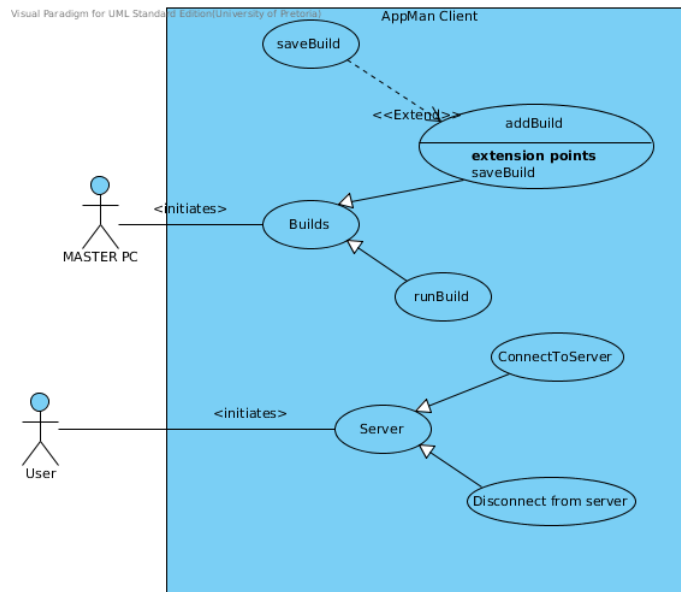 Visual Paradigm for UML Standard Edition(University of Pretoria)
AppMan Client
saveBuild
<<Extend>>
addBuild
extension points
saveBuild
<initiates>
Builds
MASTER PC
runBuild
ConnectToServer
<initiates>
Server
User
Disconnect from server